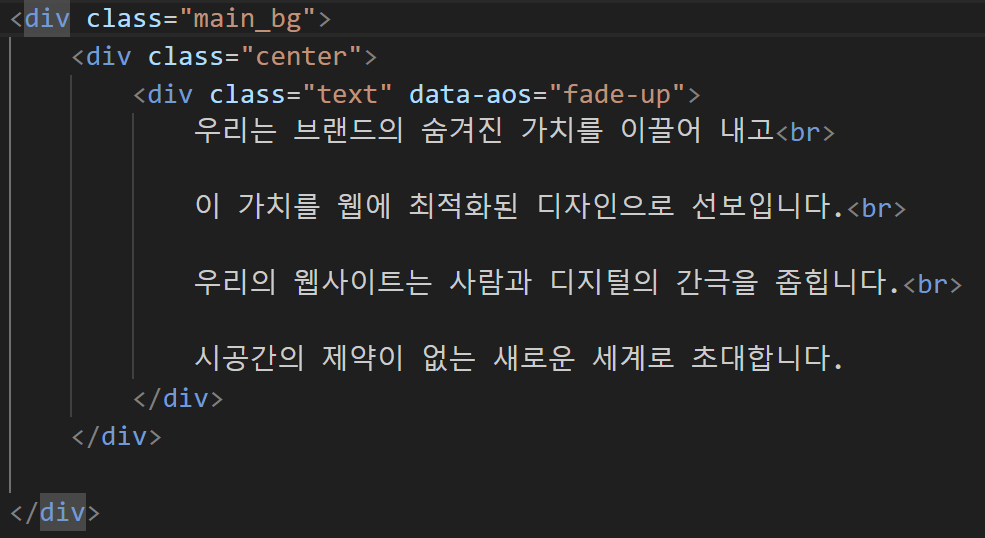 <div class="main_bg">
<div class="center">
<div class="text" data-aos="fade-up">
우리는 브랜드의 숨겨진 가치를 이끌어 내고<br>
이 가치를 웹에 최적화된 디자인으로 선보입니다.<br>
우리의 웹사이트는 사람과 디지털의 간극을 좁힙니다.<br>
시공간의 제약이 없는 새로운 세계로 초대합니다.
</div>
</div>
</div>